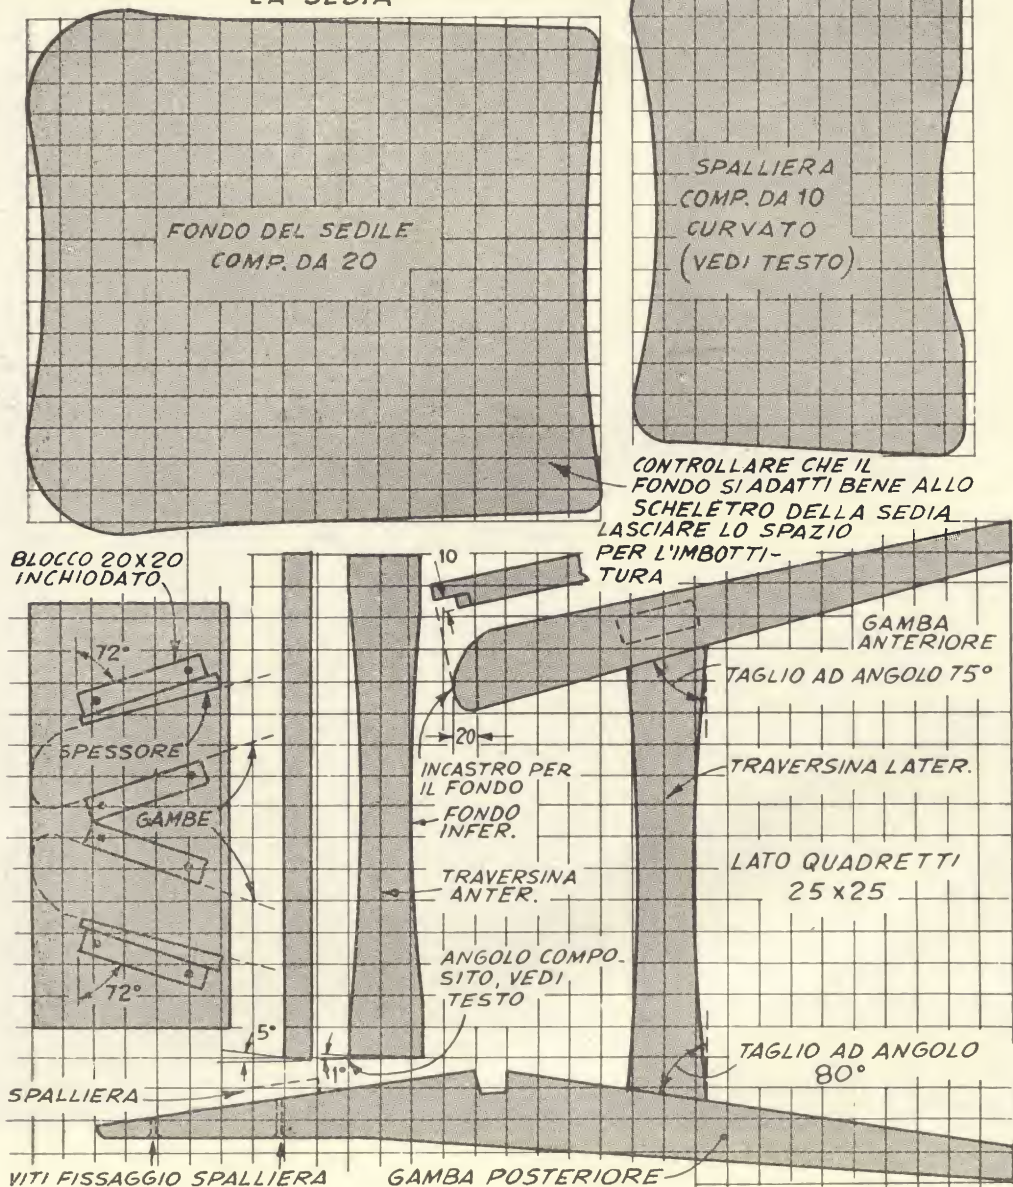 LA SEDIA
FONDO DEL SEDILE
COMP. DA 20
SPALLIERA
COMP. DA 10
CURVATO
(VEDI TESTO)
CONTROLLARE CHE IL
FONDO SI ADATTI BENE ALLO
SCHELETRO DELLA SEDIA
LASCIARE LO SPAZIO
PER L'IMBOTTI-
TURA
BLOCCO 20X20
INCHIODATO
72°
SPESSORE
GAMBE
72°
10
20
INCASTRO PER
IL FONDO
FONDO
INFER.
TRAVERSINA
ANTER.
ANGOLO COMPO-
SITO, VEDI
TESTO
GAMBA
ANTERIORE
TAGLIO AD ANGOLO 75°
TRAVERSINA LATER.
LATO QUADRETTI
25 X 25
5°
1°
TAGLIO AD ANGOLO
80°
SPALLIERA
VITI FISSAGGIO SPALLIERA
GAMBA POSTERIORE